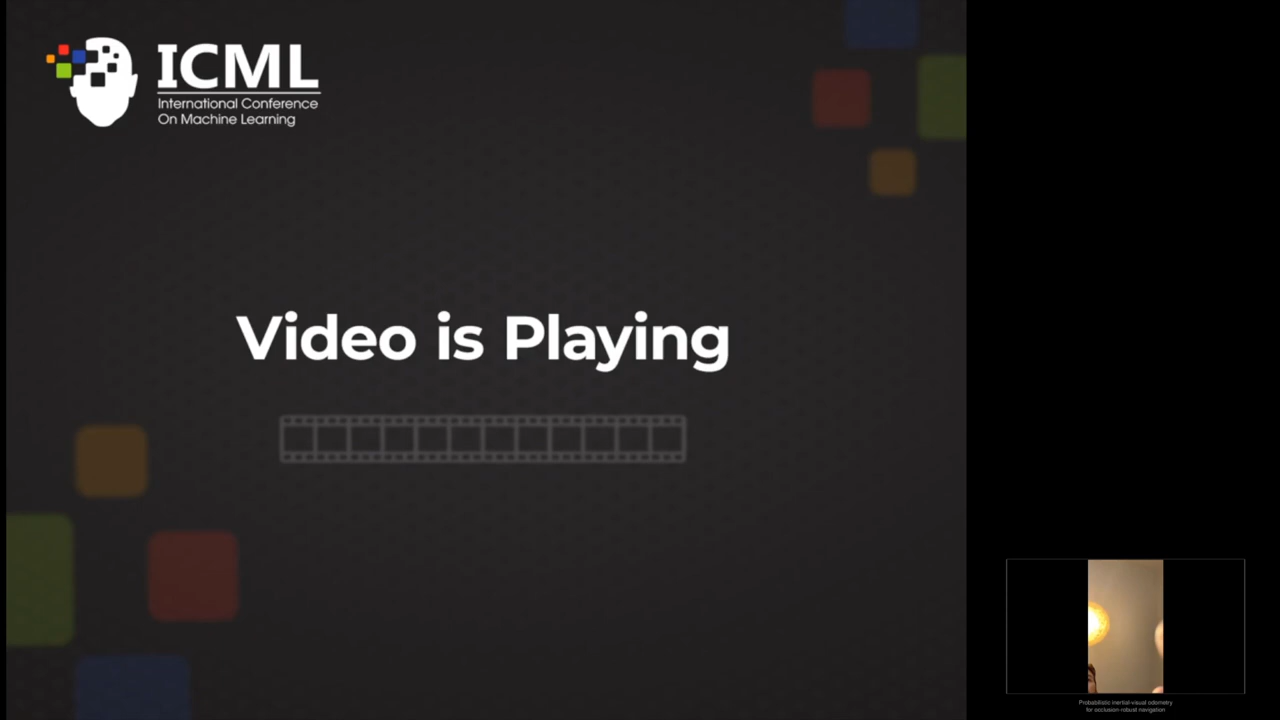 ICML
International Conference
On Machine Learning
Video is Playing
Probabilistic inertial-visual odometry
for occlusion-robust navigation